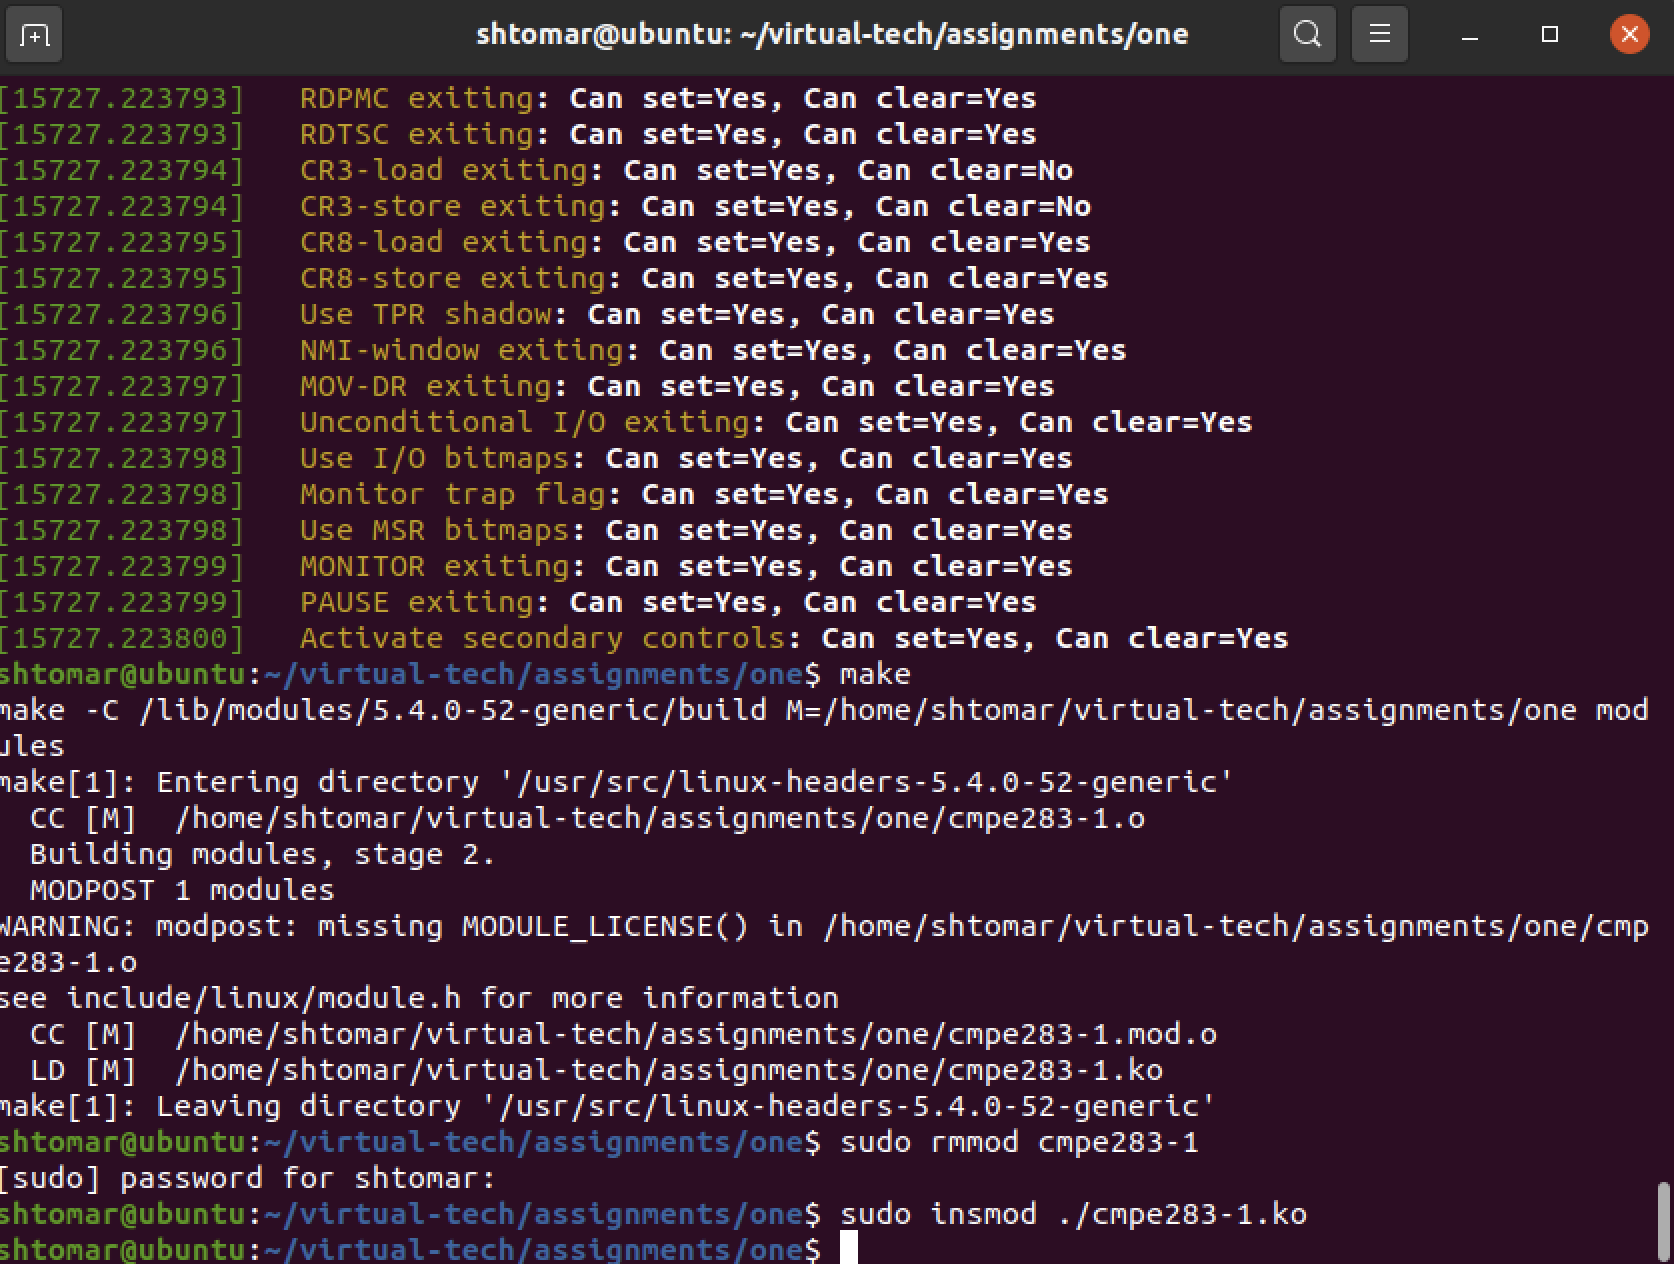 shtomar@ubuntu: ~/virtual-tech/assignments/one
[15727.223793]   RDPMC exiting: Can set=Yes, Can clear=Yes
[15727.223793]   RDTSC exiting: Can set=Yes, Can clear=Yes
[15727.223794]   CR3-load exiting: Can set=Yes, Can clear=No
[15727.223794]   CR3-store exiting: Can set=Yes, Can clear=No
[15727.223795]   CR8-load exiting: Can set=Yes, Can clear=Yes
[15727.223795]   CR8-store exiting: Can set=Yes, Can clear=Yes
[15727.223796]   Use TPR shadow: Can set=Yes, Can clear=Yes
[15727.223796]   NMI-window exiting: Can set=Yes, Can clear=Yes
[15727.223797]   MOV-DR exiting: Can set=Yes, Can clear=Yes
[15727.223797]   Unconditional I/O exiting: Can set=Yes, Can clear=Yes
[15727.223798]   Use I/O bitmaps: Can set=Yes, Can clear=Yes
[15727.223798]   Monitor trap flag: Can set=Yes, Can clear=Yes
[15727.223798]   Use MSR bitmaps: Can set=Yes, Can clear=Yes
[15727.223799]   MONITOR exiting: Can set=Yes, Can clear=Yes
[15727.223799]   PAUSE exiting: Can set=Yes, Can clear=Yes
[15727.223800]   Activate secondary controls: Can set=Yes, Can clear=Yes
shtomar@ubuntu:~/virtual-tech/assignments/one$ make
make -C /lib/modules/5.4.0-52-generic/build M=/home/shtomar/virtual-tech/assignments/one mod
ules
make[1]: Entering directory '/usr/src/linux-headers-5.4.0-52-generic'
  CC [M]  /home/shtomar/virtual-tech/assignments/one/cmpe283-1.o
  Building modules, stage 2.
  MODPOST 1 modules
WARNING: modpost: missing MODULE_LICENSE() in /home/shtomar/virtual-tech/assignments/one/cmp
e283-1.o
see include/linux/module.h for more information
  CC [M]  /home/shtomar/virtual-tech/assignments/one/cmpe283-1.mod.o
  LD [M]  /home/shtomar/virtual-tech/assignments/one/cmpe283-1.ko
make[1]: Leaving directory '/usr/src/linux-headers-5.4.0-52-generic'
shtomar@ubuntu:~/virtual-tech/assignments/one$ sudo rmmod cmpe283-1
[sudo] password for shtomar:
shtomar@ubuntu:~/virtual-tech/assignments/one$ sudo insmod ./cmpe283-1.ko
shtomar@ubuntu:~/virtual-tech/assignments/one$